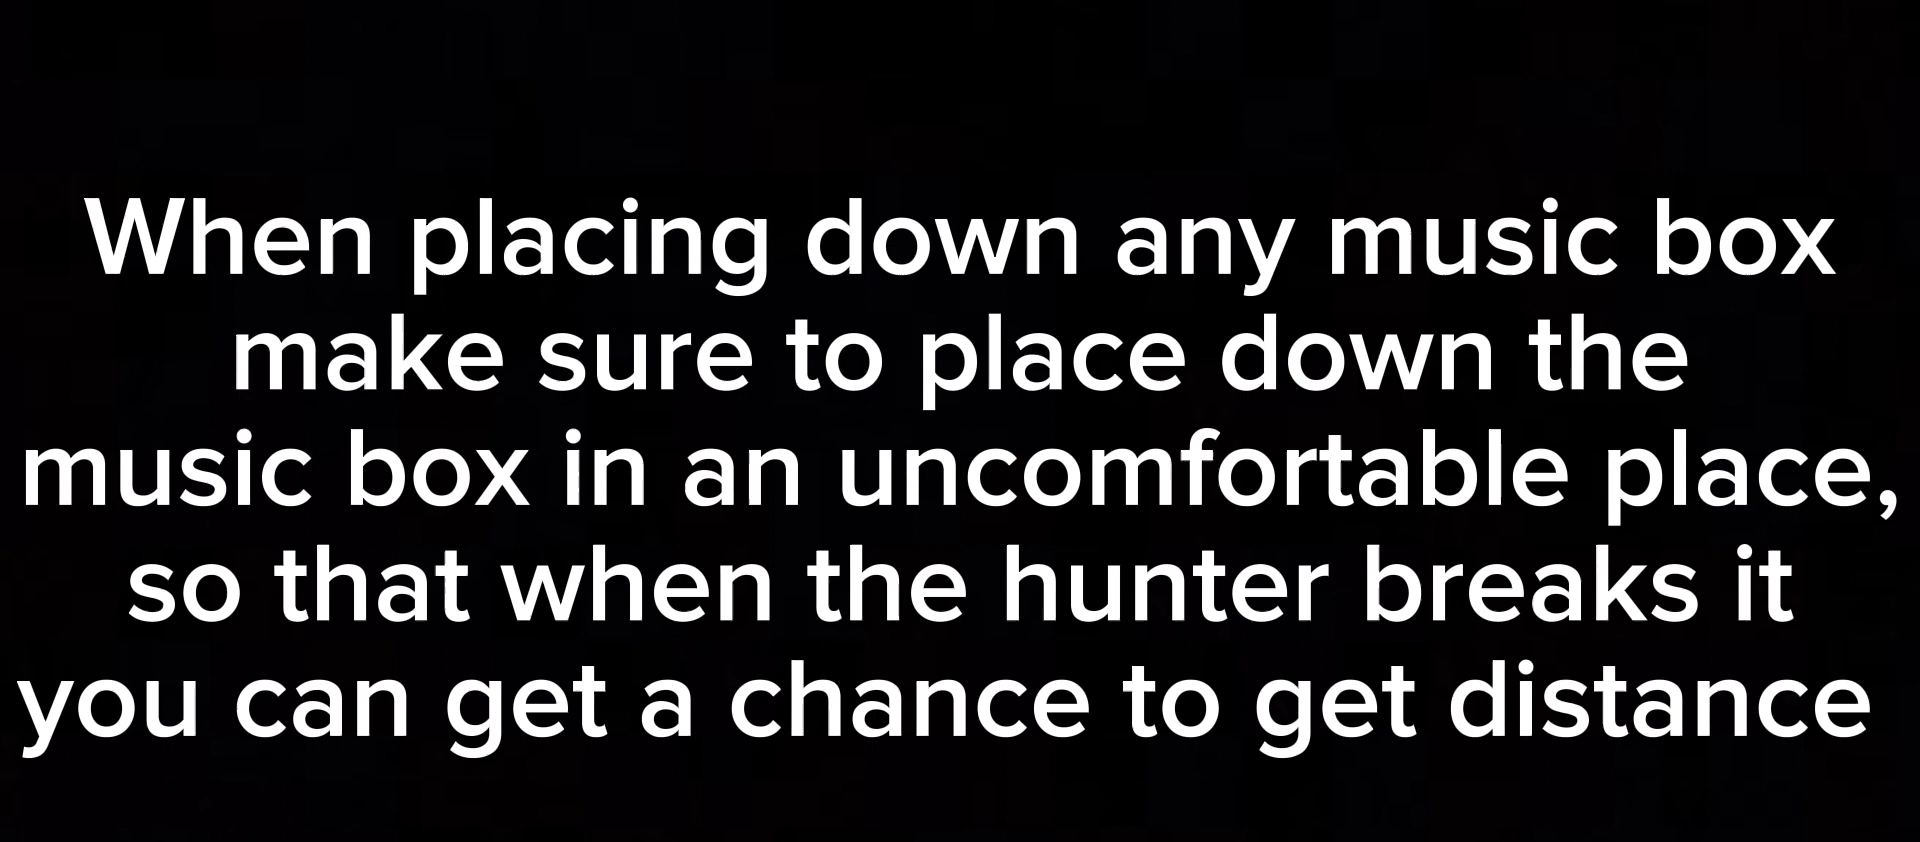 When placing down any music box
make sure to place down the
music box in an uncomfortable place,
so that when the hunter breaks it
you can get a chance to get distance